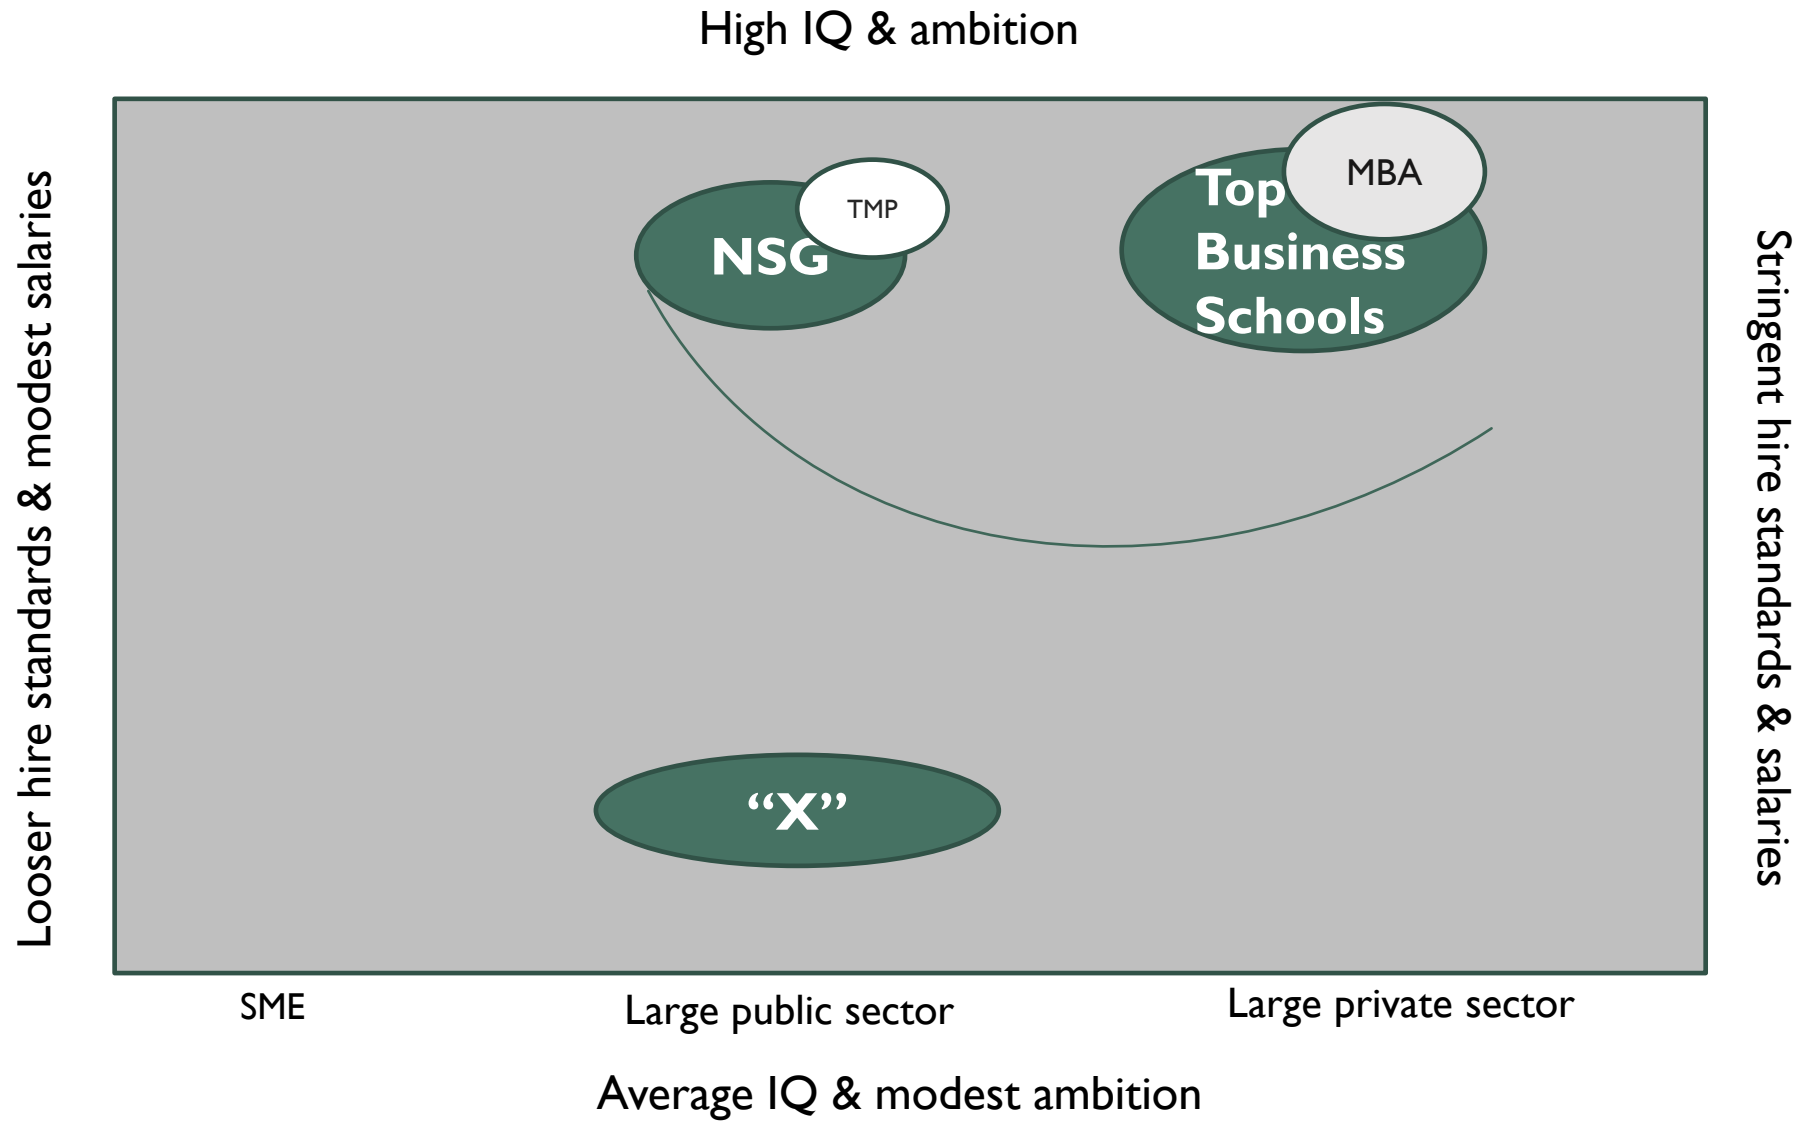 High IQ & ambition
Looser hire standards & modest salaries
Stringent hire standards & salaries
NSG
TMP
Top
Business
Schools
MBA
“X”
SME
Large public sector
Large private sector
Average IQ & modest ambition